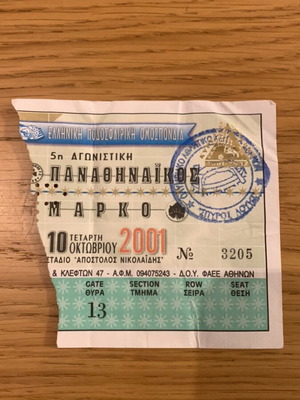 ΕΛΛΗΝΙΚΗ ΠΟΔΟΣΦΑΙΡΙΚΗ ΟΜΟΣΠΟΝΔΙΑ
5η ΑΓΩΝΙΣΤΙΚΗ
ΠΑΝΑΘΗΝΑΪΚΟΣ
ΜΑΡΚΟ
10 ΤΕΤΑΡΤΗ ΟΚΤΩΒΡΙΟΥ 2001 № 3205
ΣΤΑΔΙΟ "ΑΠΟΣΤΟΛΟΣ ΝΙΚΟΛΑΪΔΗΣ"
& ΚΛΕΦΤΩΝ 47 - Α.Φ.Μ. 094075243 - Δ.Ο.Υ. ΦΑΕΕ ΑΘΗΝΩΝ
GATE SECTION ROW SEAT
ΘΥΡΑ ΤΜΗΜΑ ΣΕΙΡΑ ΘΕΣΗ
13